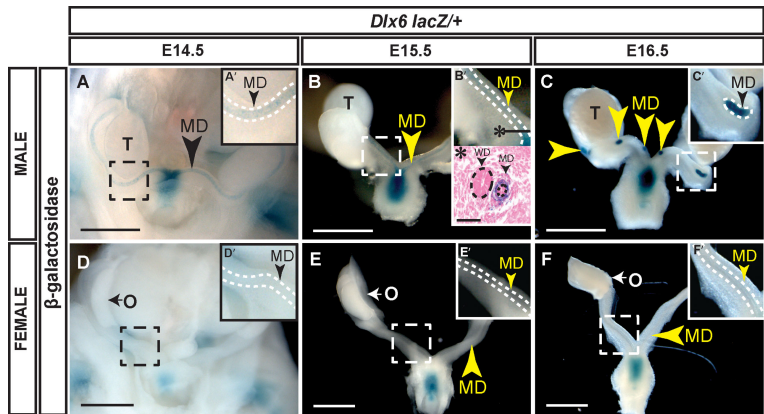 Dlx6 lacZ/+
E14.5
E15.5
E16.5
MALE
FEMALE
β-galactosidase
A
A'
MD
T
MD
B
B'
MD
T
MD
*
*
WD
MD
C
C'
MD
T
MD
D
D'
MD
O
E
E'
MD
O
MD
F
F'
MD
O
MD